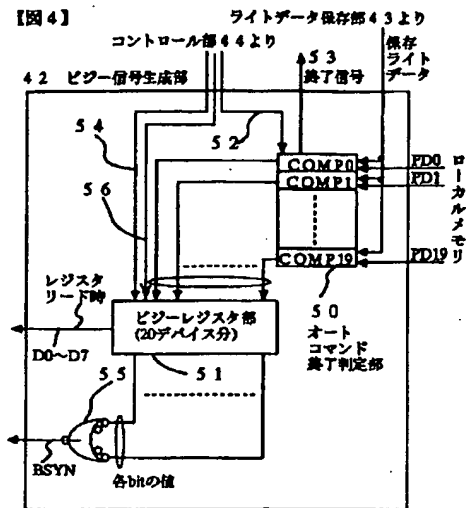 【図4】
ライトデータ保存部43より
コントロール部44より
53
終了信号
保存
ライト
データ
42 ビジー信号生成部
54
52
COMP0
COMP1
COMP19
PD0
PD1
PD19
ローカルメモリ
56
50
オート
コマンド
終了判定部
レジスタ
リード時
ビジーレジスタ部
(20デバイス分)
D0～D7
51
55
BSYN
各bitの値